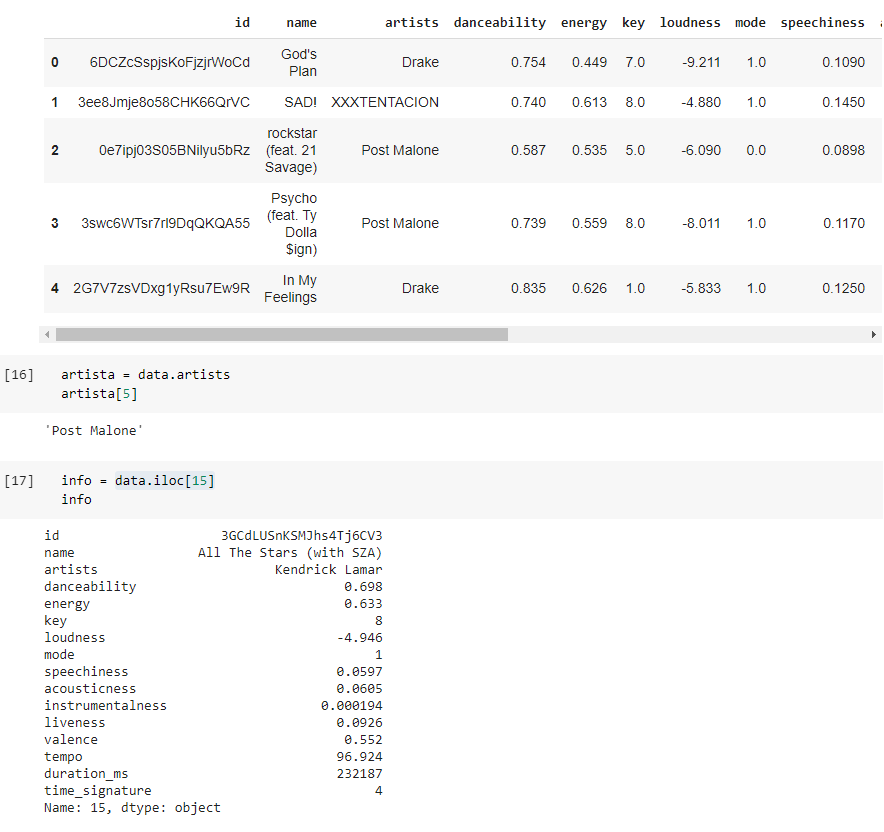 id name artists danceability energy key loudness mode speechiness
0 6DCZcSspjsKoFjzjrWoCd God's Plan Drake 0.754 0.449 7.0 -9.211 1.0 0.1090
1 3ee8Jmje8o58CHK66QrVC SAD! XXXTENTACION 0.740 0.613 8.0 -4.880 1.0 0.1450
2 0e7ipj03S05BNilyu5bRz rockstar (feat. 21 Savage) Post Malone 0.587 0.535 5.0 -6.090 0.0 0.0898
3 3swc6WTsr7rl9DqQKQA55 Psycho (feat. Ty Dolla $ign) Post Malone 0.739 0.559 8.0 -8.011 1.0 0.1170
4 2G7V7zsVDxg1yRsu7Ew9R In My Feelings Drake 0.835 0.626 1.0 -5.833 1.0 0.1250
[16] artista = data.artists
artista[5]
'Post Malone'
[17] info = data.iloc[15]
info
id 3GCdLUSnKSMJhs4Tj6CV3
name All The Stars (with SZA)
artists Kendrick Lamar
danceability 0.698
energy 0.633
key 8
loudness -4.946
mode 1
speechiness 0.0597
acousticness 0.0605
instrumentalness 0.000194
liveness 0.0926
valence 0.552
tempo 96.924
duration_ms 232187
time_signature 4
Name: 15, dtype: object